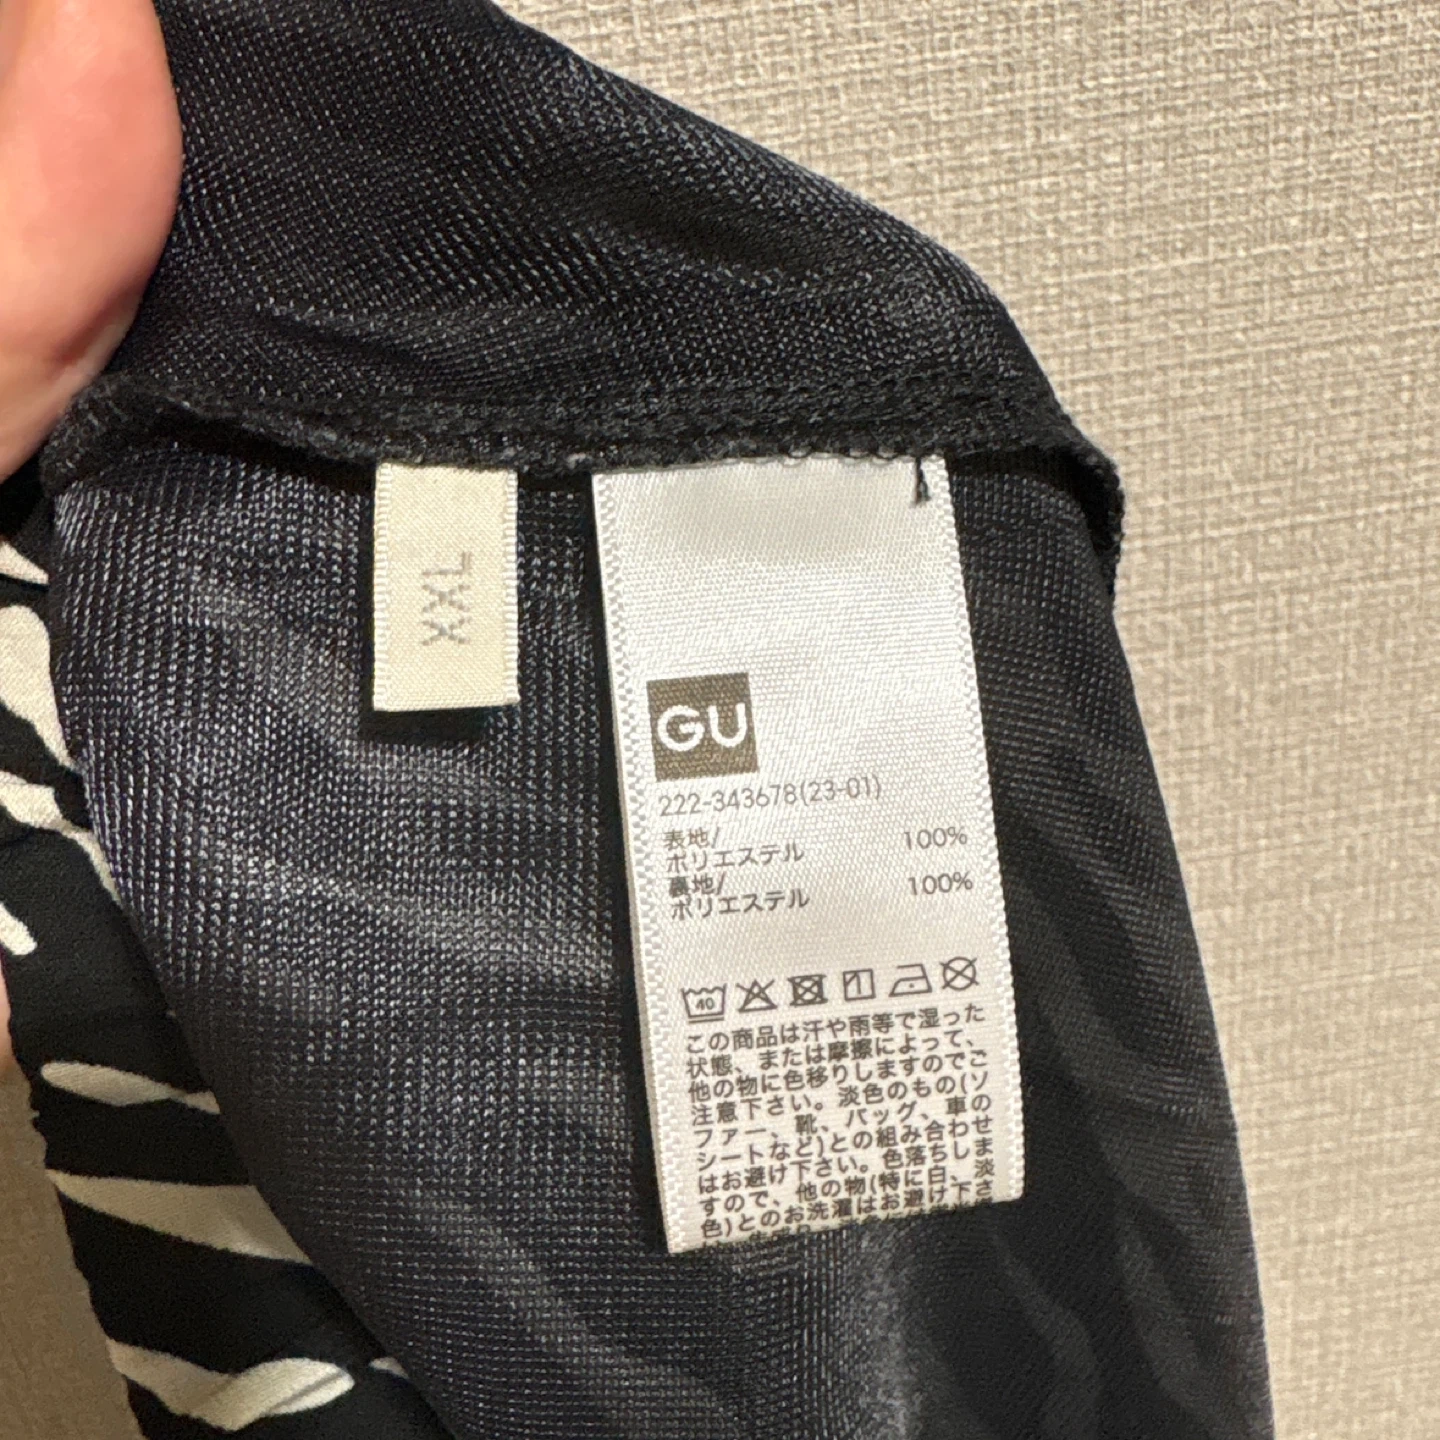 XXL
GU
222-343678(23-01)
表地/
ポリエステル 100%
裏地/
ポリエステル 100%
40
この商品は汗や雨等で湿った
状態、または摩擦によって、
他の物に色移りしますのでご
注意下さい。淡色のもの(ソ
ファー、靴、バッグ、車の
シートなど)との組み合わせ
はお避け下さい。色落ちしま
すので、他の物(特に白、淡
色)とのお洗濯はお避け下さ